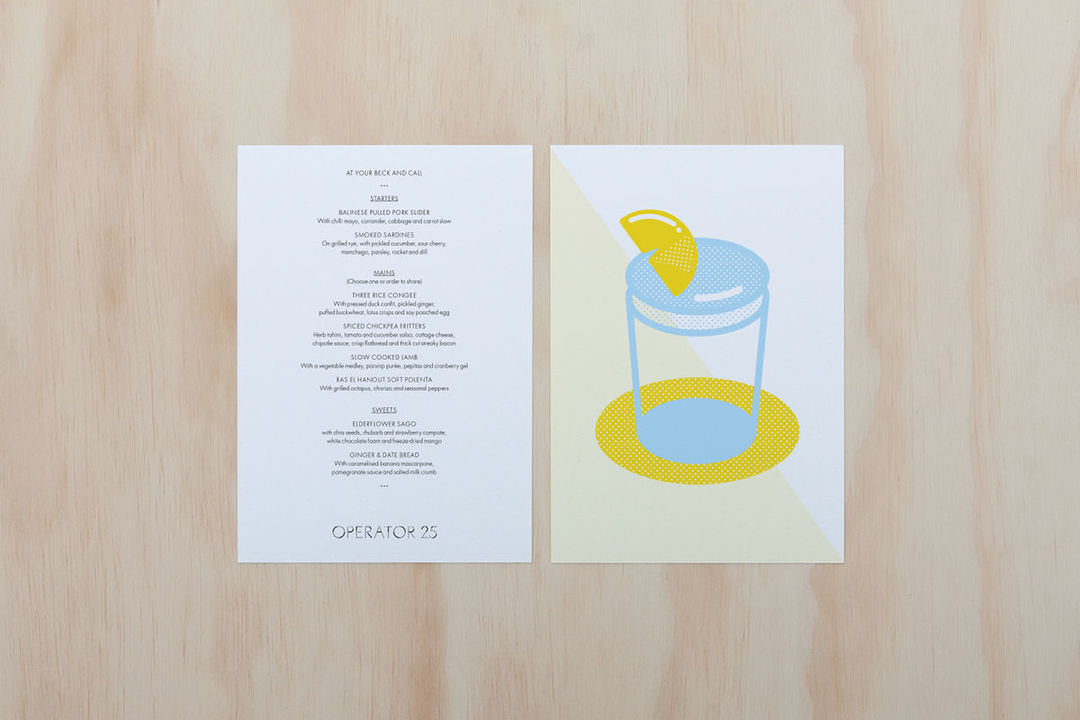 AT YOUR BECK AND CALL
•••
STARTERS
BALINESE PULLED PORK SLIDER
With chilli mayo, coriander, cabbage and carrot slaw
SMOKED SARDINES
On grilled rye, with pickled cucumber, sour cherry,
manchego, parsley, rocket and dill
MAINS
(Choose one or order to share)
THREE RICE CONGEE
With pressed duck confit, pickled ginger,
puffed buckwheat, lotus crisps and soy poached egg
SPICED CHICKPEA FRITTERS
Herb tahini, tomato and cucumber salsa, cottage cheese,
chipotle sauce, crisp flatbread and thick cut streaky bacon
SLOW COOKED LAMB
With a vegetable medley, parsnip purée, pepitas and cranberry gel
RAS EL HANOUT SOFT POLENTA
With grilled octopus, chorizo and seasonal peppers
SWEETS
ELDERFLOWER SAGO
with chia seeds, rhubarb and strawberry compote,
white chocolate foam and freeze-dried mango
GINGER & DATE BREAD
With caramelised banana mascarpone,
pomegranate sauce and salted milk crumb
•••
OPERATOR 25